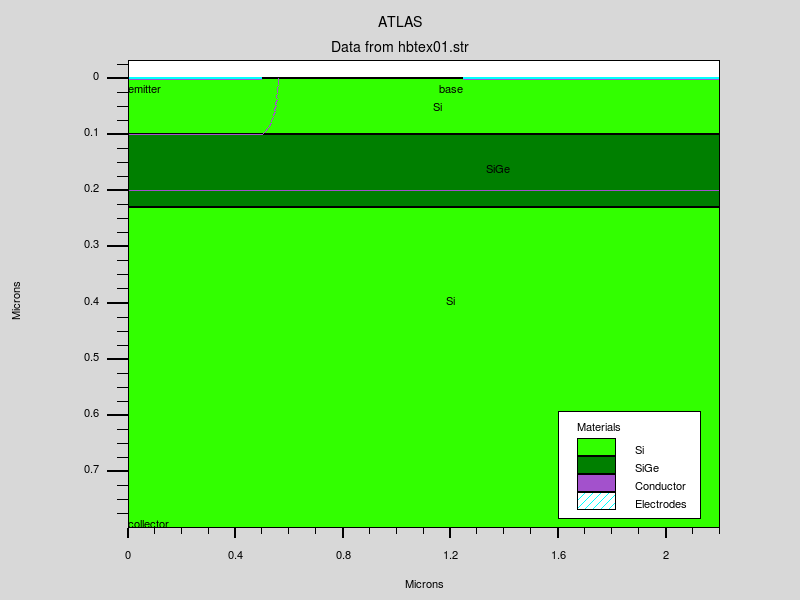 ATLAS
Data from hbtex01.str
0
emitter
base
Si
0.1
SiGe
0.2
0.3
Microns
0.4
Si
0.5
0.6
0.7
Materials
Si
SiGe
Conductor
Electrodes
collector
0 0.4 0.8 1.2 1.6 2
Microns